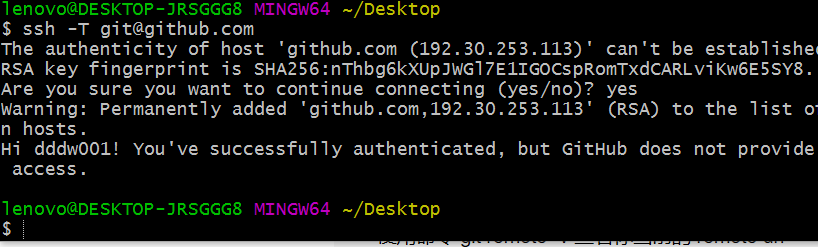 lenovo@DESKTOP-JRSGGG8 MINGW64 ~/Desktop
$ ssh -T git@github.com
The authenticity of host 'github.com (192.30.253.113)' can't be established
RSA key fingerprint is SHA256:nThbg6kXUpJWGl7E1IGOCspRomTxdCARLviKw6E5SY8.
Are you sure you want to continue connecting (yes/no)? yes
Warning: Permanently added 'github.com,192.30.253.113' (RSA) to the list of
n hosts.
Hi dddw001! You've successfully authenticated, but GitHub does not provide
access.
lenovo@DESKTOP-JRSGGG8 MINGW64 ~/Desktop
$